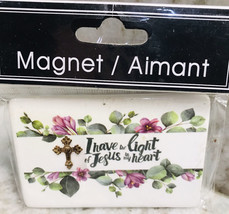 Magnet / Aimant
I have the light
of Jesus in my heart